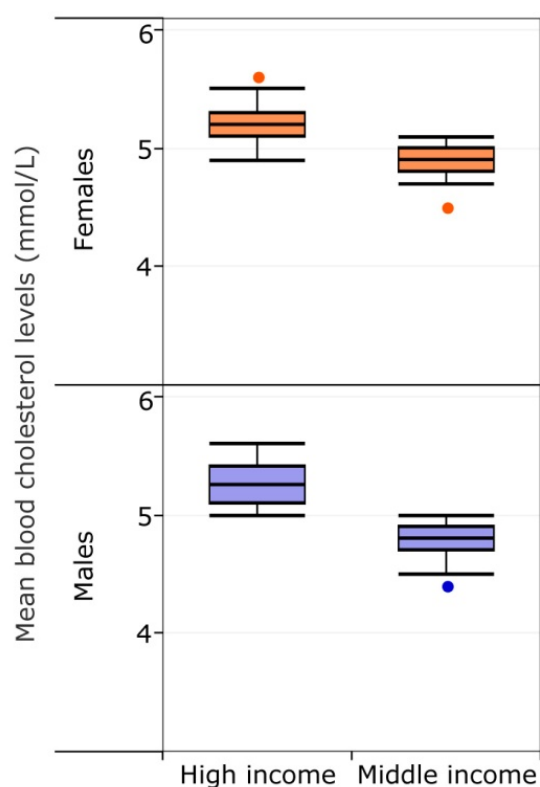 Mean blood cholesterol levels (mmol/L)
Females
6
5
4
Males
6
5
4
High income
Middle income